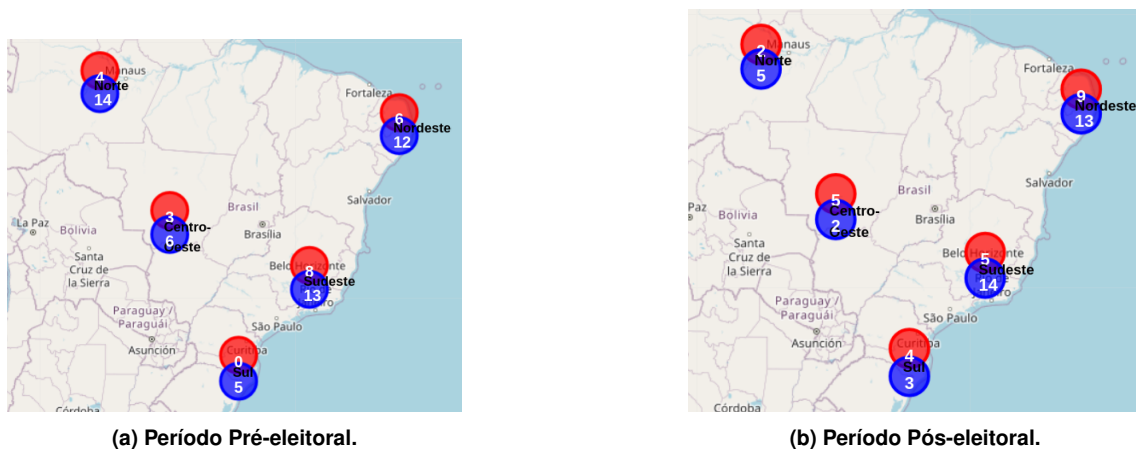 4
Manaus
Norte
14
Fortaleza
6
Nordeste
12
Salvador
3
Centro-
Oeste
6
Brasil
Brasília
La Paz
Bolivia
Santa
Cruz de
la Sierra
8
Belo Horizonte
Sudeste
13
Paraguay /
Paraguái
São Paulo
Asunción
0
Curitiba
Sul
5
Córdoba
(a) Período Pré-eleitoral.
2
Manaus
Norte
5
Fortaleza
9
Nordeste
13
Salvador
5
Centro-
Oeste
2
Brasil
Brasília
Paz
Bolivia
Santa
Cruz de
la Sierra
5
Belo Horizonte
Sudeste
14
Paraguay /
Paraguái
São Paulo
Asunción
4
Curitiba
Sul
3
Córdoba
(b) Período Pós-eleitoral.